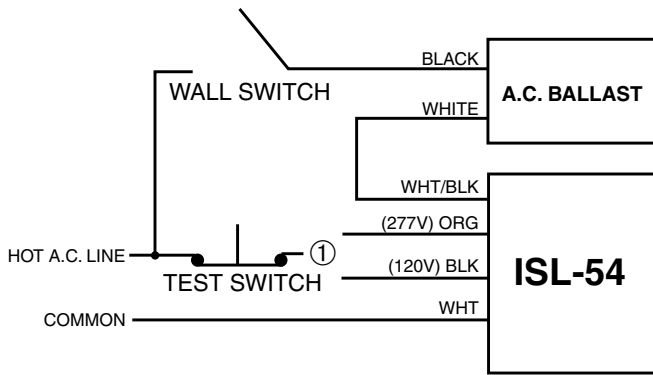 BLACK
A.C. BALLAST
WALL SWITCH
WHITE
WHT/BLK
(277V) ORG
HOT A.C. LINE
①
(120V) BLK
ISL-54
TEST SWITCH
WHT
COMMON